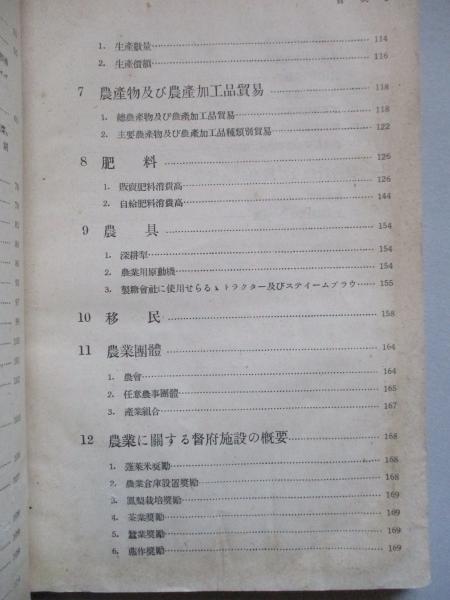 1. 生產數量 114
2. 生產價額 116
7 農產物及び農產加工品貿易 118
1. 總農產物及び農產加工品貿易 118
2. 主要農產物及び農產加工品種類別貿易 122
8 肥料 126
1. 販賣肥料消費高 126
2. 自給肥料消費高 144
9 農具 154
1. 深耕犂 154
2. 農業用原動機 154
3. 製糖會社に使用せらるゝトラクター及びスティームプラウ 155
10 移民 158
11 農業團體 164
1. 農會 164
2. 任意農事團體 165
3. 產業組合 167
12 農業に關する督府施設の概要 168
1. 蓬萊米奬勵 168
2. 農業倉庫設置奬勵 168
3. 鳳梨栽培奬勵 169
4. 茶業奬勵 169
5. 蠶業奬勵 169
6. 蔗作奬勵 169